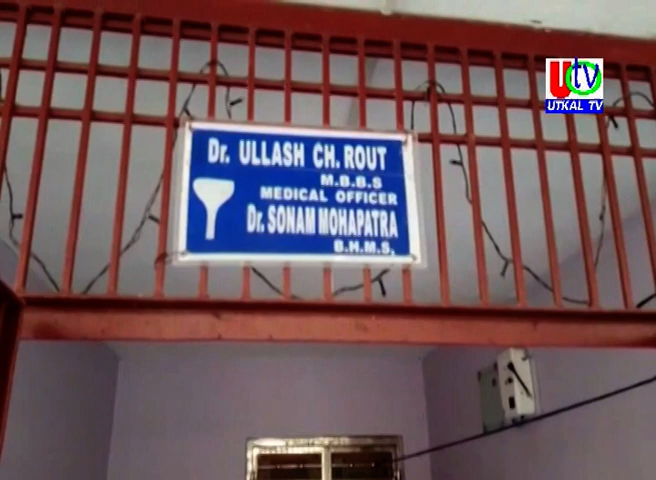 UTV
UTKAL TV
Dr. ULLASH CH. ROUT
M.B.B.S
MEDICAL OFFICER
Dr. SONAM MOHAPATRA
B.H.M.S.